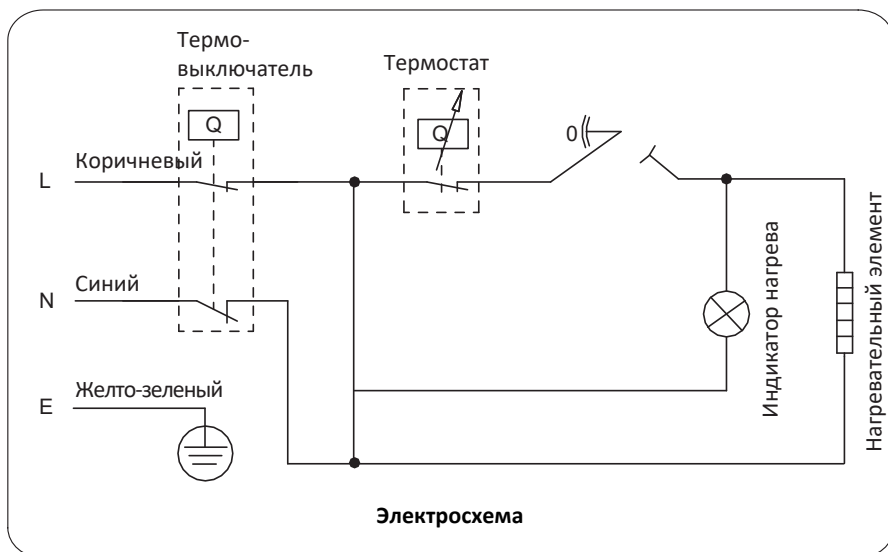 Термо-
выключатель
Термостат
Q
Q
0
L
Коричневый
N
Синий
E
Желто-зеленый
Индикатор нагрева
Нагревательный элемент
Электросхема